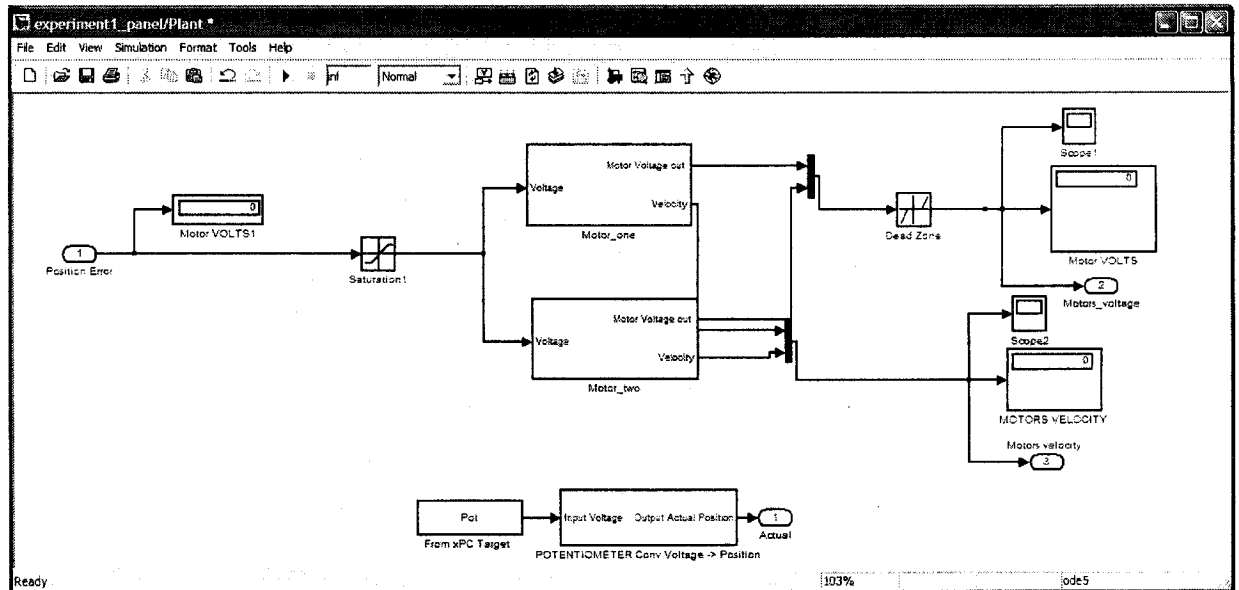 experiment1_panel/Plant *
File Edit View Simulation Format Tools Help
inf Normal
Scope1
0
Motor VOLTS
2
Motors_voltage
Motor Voltage out
Voltage
Velocity
Motor_one
0
Motor VOLTS1
1
Position Error
Saturation1
Dead Zone
Motor Voltage out
Voltage
Velocity
Motor_two
Scope2
0
MOTORS VELOCITY
Motors velocity
3
Pot
From xPC Target
Input Voltage Output Actual Position
POTENTIOMETER Conv Voltage -> Position
1
Actual
Ready 103% ode5